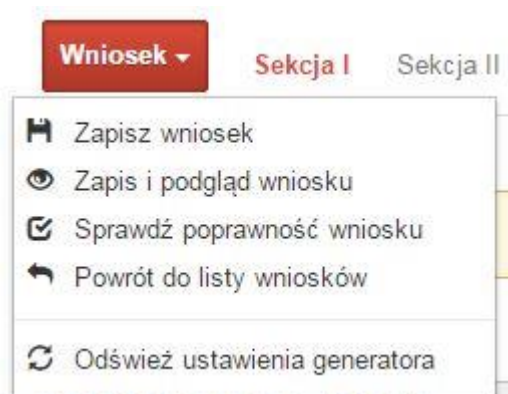 Wniosek Sekcja I Sekcja II
Zapisz wniosek
Zapis i podgląd wniosku
Sprawdź poprawność wniosku
Powrót do listy wniosków
Odśwież ustawienia generatora